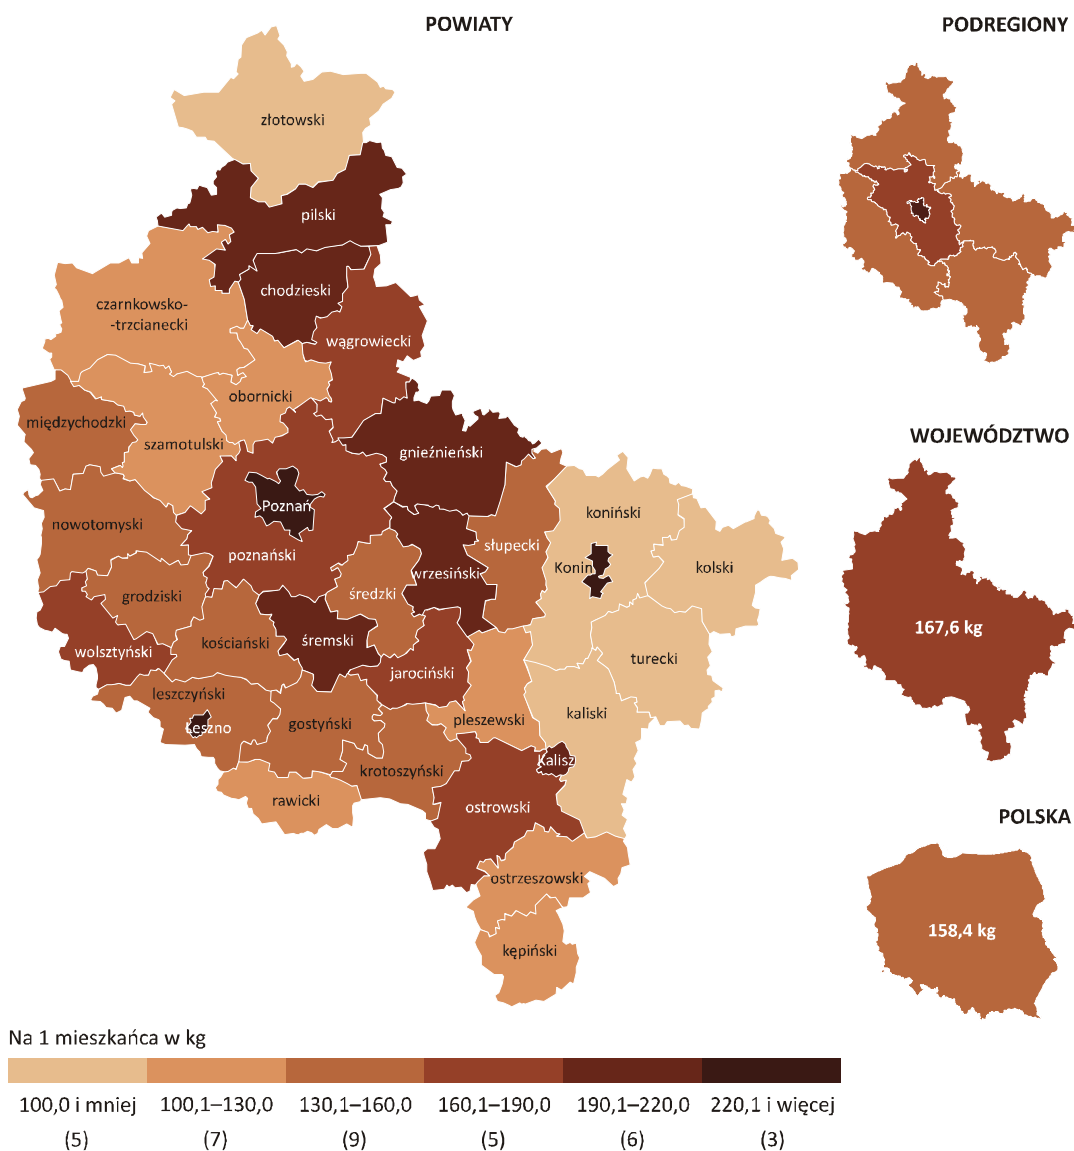 POWIATY
PODREGIONY
złotowski
pilski
chodzieski
czarnkowsko-
-trzcianecki
wągrowiecki
obornicki
międzychodzki
szamotulski
gnieźnieński
WOJEWÓDZTWO
Poznań
koniński
nowotomyski
słupecki
poznański
Konin
kolski
wrzesiński
grodziski
średzki
167,6 kg
kościański
śremski
wolsztyński
turecki
jarociński
leszczyński
kaliski
gostyński
pleszewski
Leszno
Kalisz
krotoszyński
rawicki
ostrowski
POLSKA
ostrzeszowski
158,4 kg
kępiński
Na 1 mieszkańca w kg
100,0 i mniej 100,1–130,0 130,1–160,0 160,1–190,0 190,1–220,0 220,1 i więcej
(5) (7) (9) (5) (6) (3)